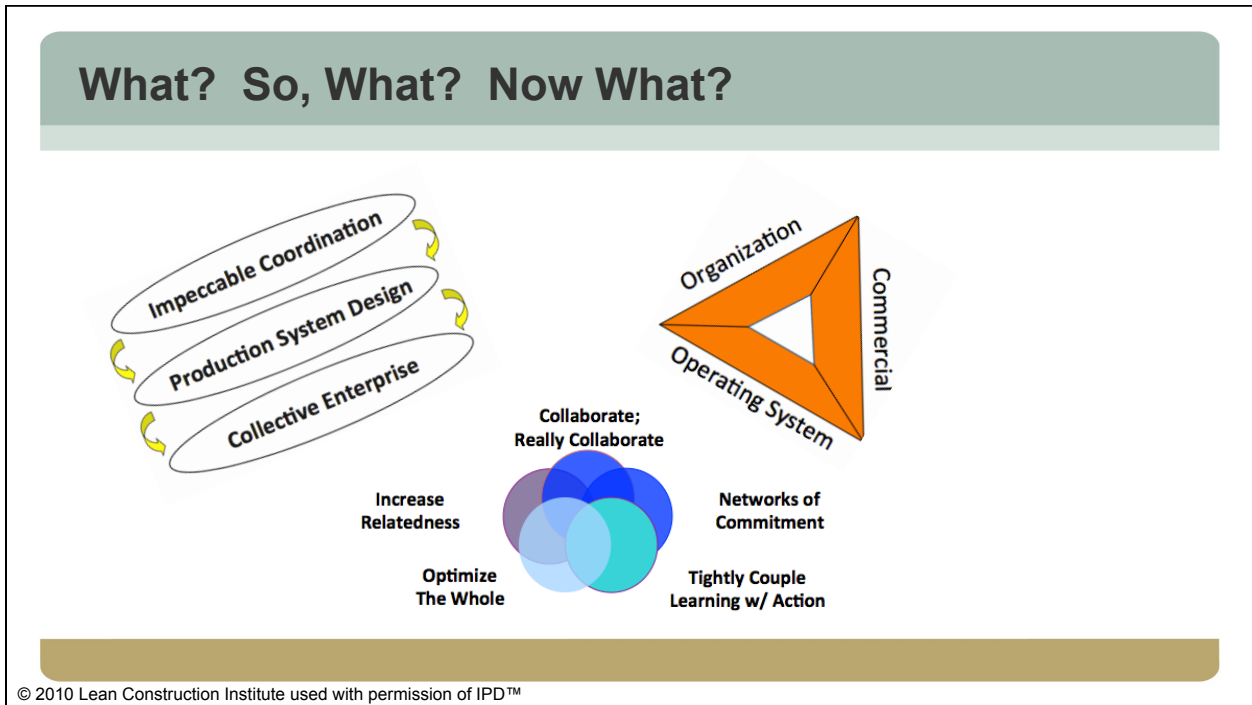 What? So, What? Now What?
Impeccable Coordination
Production System Design
Collective Enterprise
Organization
Commercial
Operating System
Collaborate;
Really Collaborate
Increase
Relatedness
Networks of
Commitment
Optimize
The Whole
Tightly Couple
Learning w/ Action
© 2010 Lean Construction Institute used with permission of IPD™